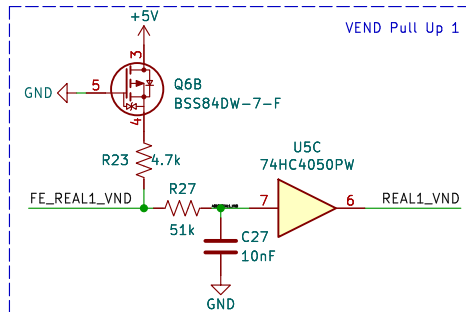 +5V
VEND Pull Up 1
3
Q6B
GND
5
BSS84DW-7-F
4
U5C
R23
4.7k
74HC4050PW
FE_REAL1_VND
R27
7
6
REAL1_VND
51k
C27
10nF
GND